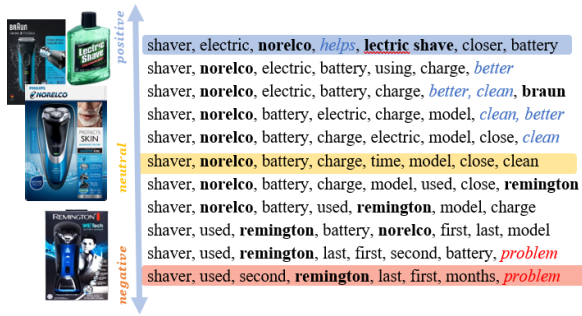 BRAUN
Lectric
Shave
PHILIPS
NORELCO
PROTECTS
SKIN
REMINGTON
positive
neutral
negative
shaver, electric, norelco, helps, lectric shave, closer, battery
shaver, norelco, electric, battery, using, charge, better
shaver, norelco, electric, battery, charge, better, clean, braun
shaver, norelco, battery, electric, charge, model, clean, better
shaver, norelco, battery, charge, electric, model, close, clean
shaver, norelco, battery, charge, time, model, close, clean
shaver, norelco, battery, charge, model, used, close, remington
shaver, norelco, battery, used, remington, model, charge
shaver, used, remington, battery, norelco, first, last, model
shaver, used, remington, last, first, second, battery, problem
shaver, used, second, remington, last, first, months, problem